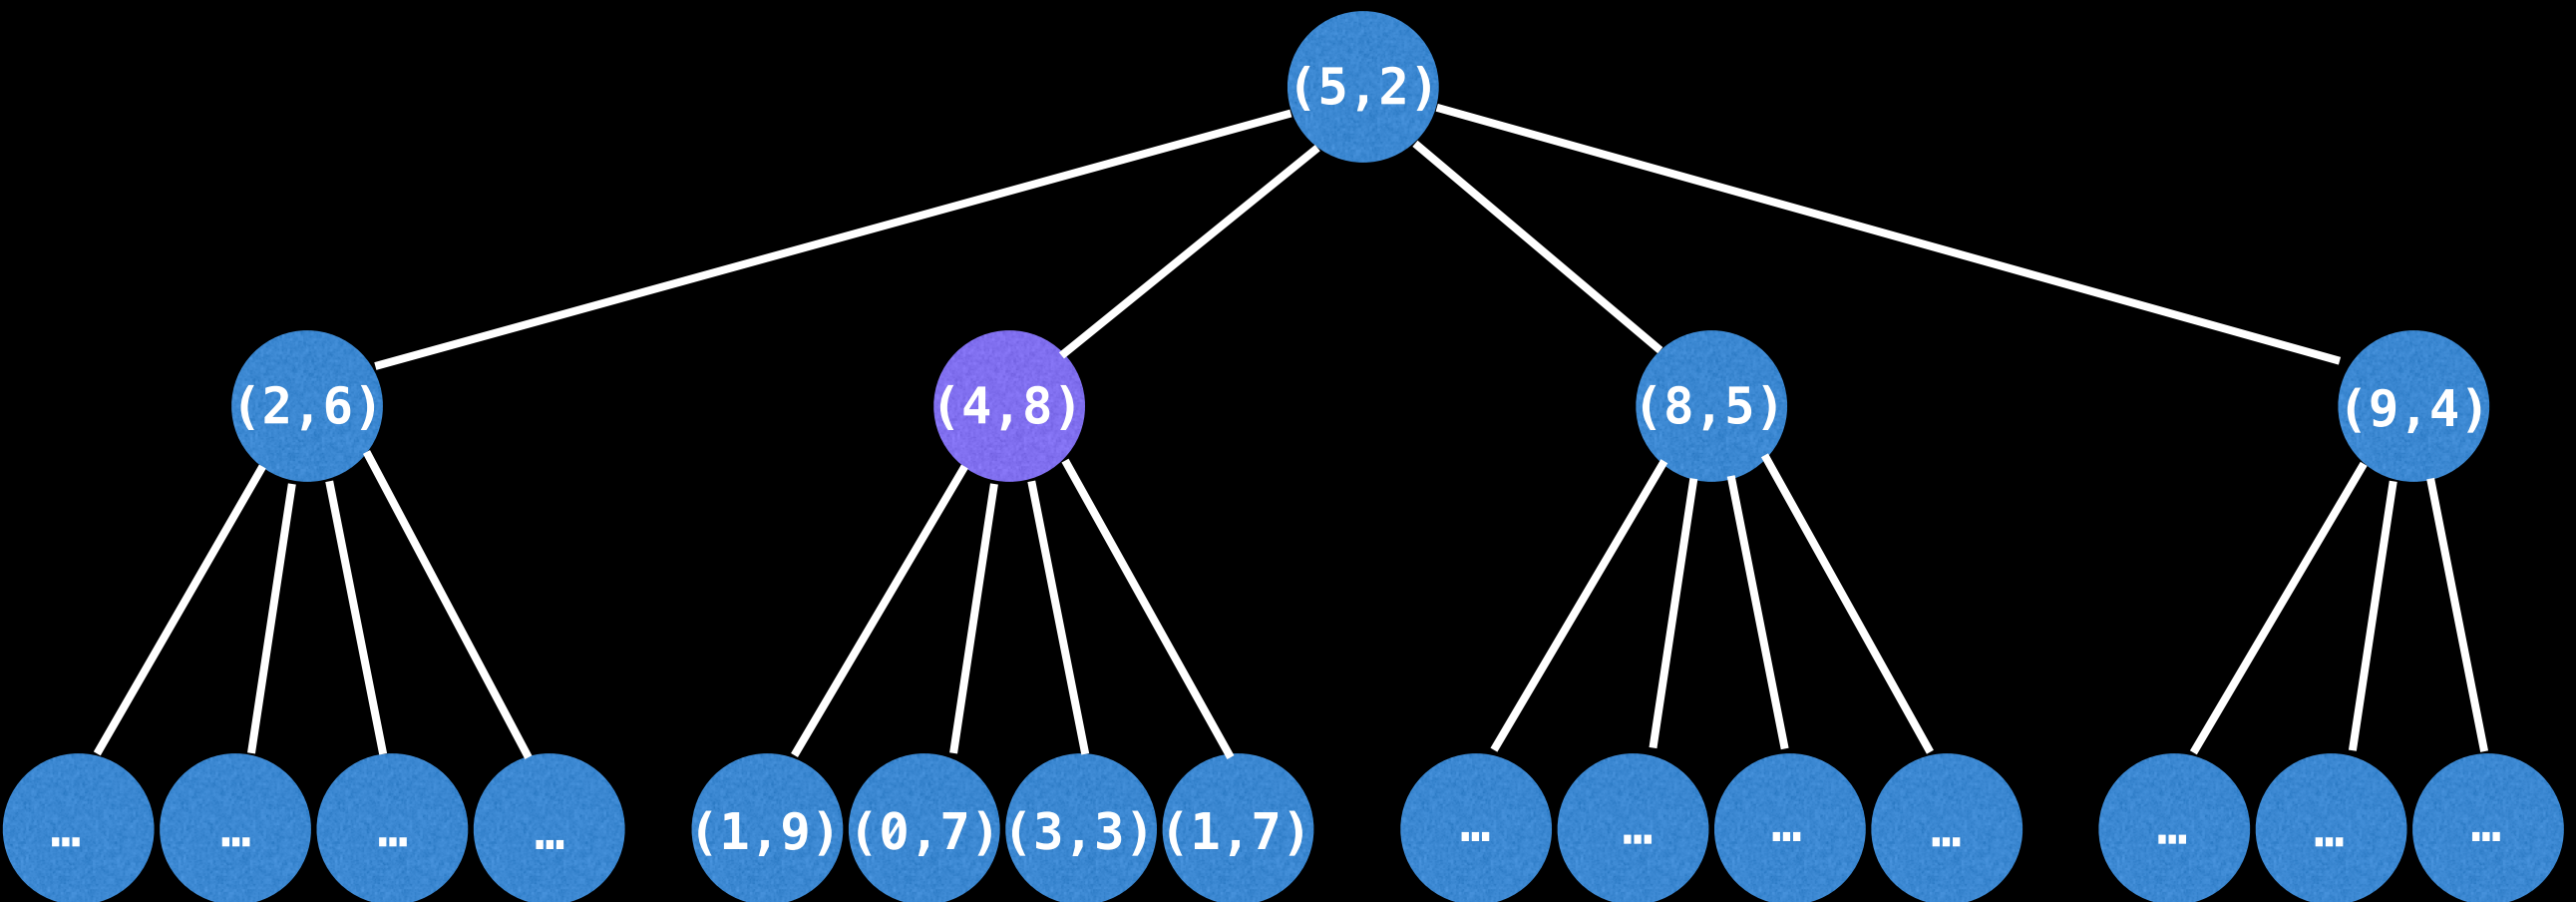 (5,2)
(2,6) (4,8) (8,5) (9,4)
… … … … (1,9) (0,7) (3,3) (1,7) … … … … … … …